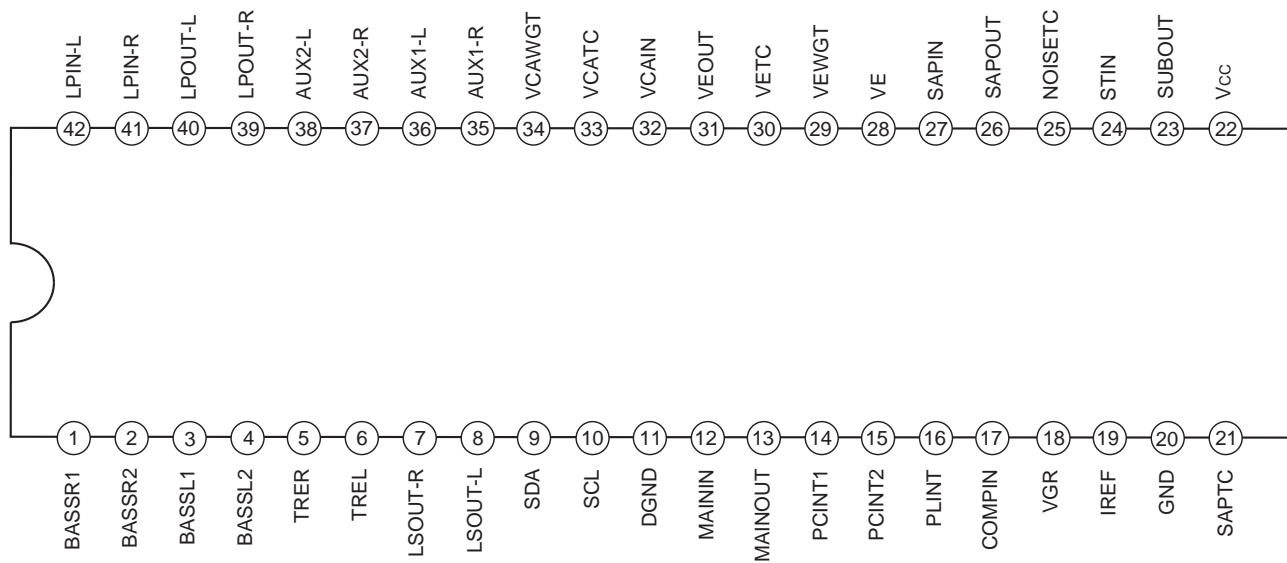 LPIN-L
LPIN-R
LPOUT-L
LPOUT-R
AUX2-L
AUX2-R
AUX1-L
AUX1-R
VCAWGT
VCATC
VCAIN
VEOUT
VETC
VEWGT
VE
SAPIN
SAPOUT
NOISETC
STIN
SUBOUT
Vcc
42 41 40 39 38 37 36 35 34 33 32 31 30 29 28 27 26 25 24 23 22
1 2 3 4 5 6 7 8 9 10 11 12 13 14 15 16 17 18 19 20 21
BASSR1
BASSR2
BASSL1
BASSL2
TRER
TREL
LSOUT-R
LSOUT-L
SDA
SCL
DGND
MAININ
MAINOUT
PCINT1
PCINT2
PLINT
COMPIN
VGR
IREF
GND
SAPTC